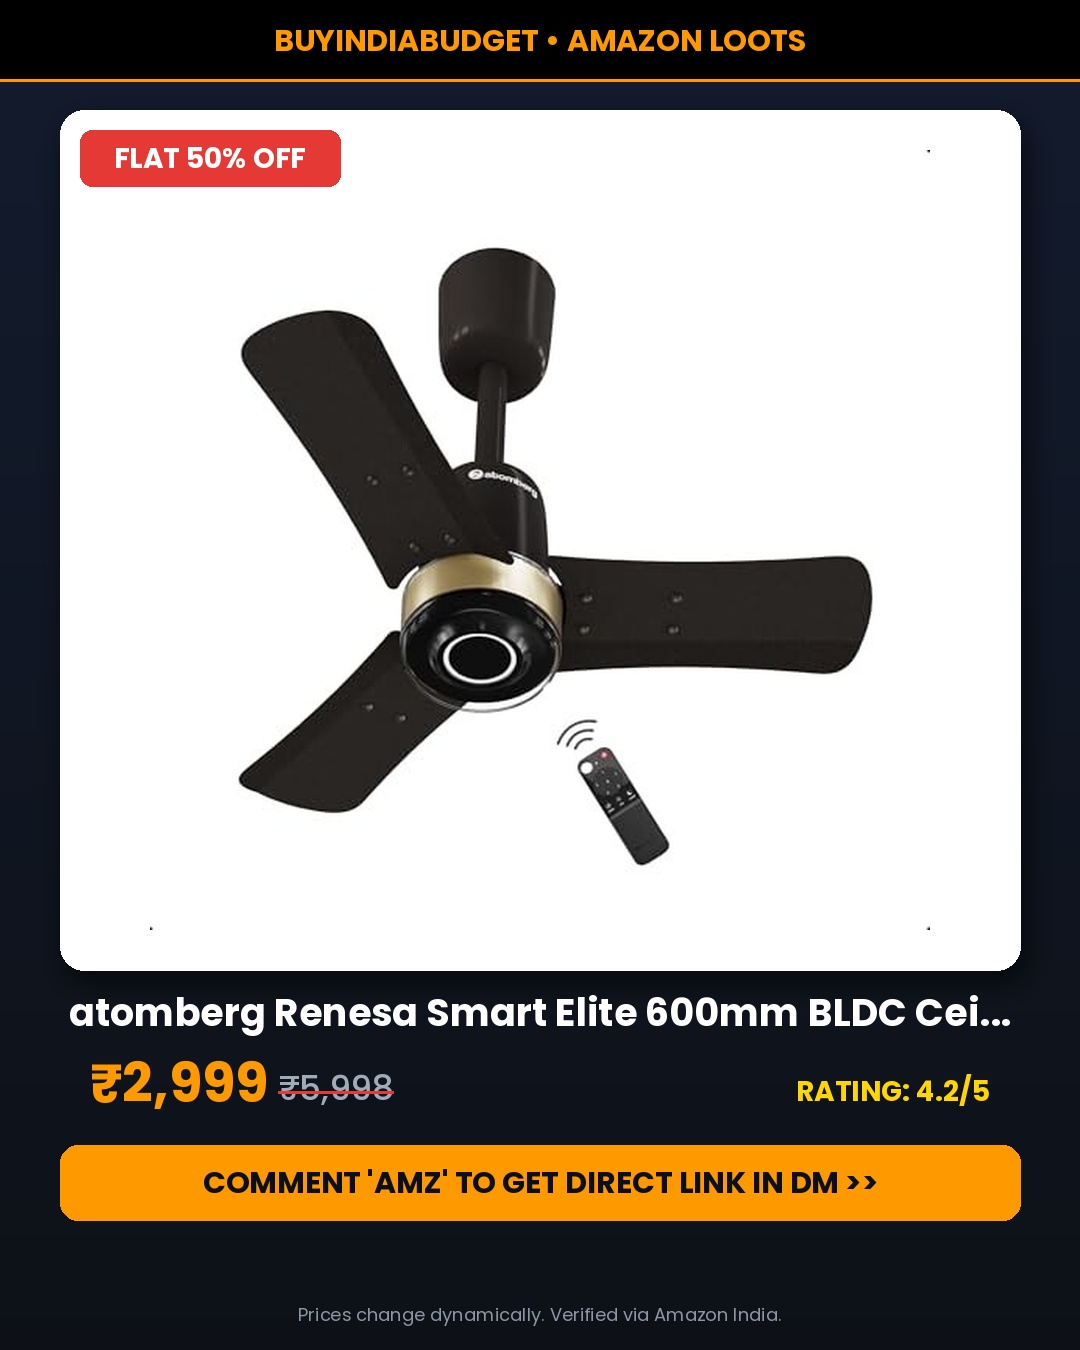 BUYINDIABUDGET • AMAZON LOOTS
FLAT 50% OFF
atomberg
atomberg Renesa Smart Elite 600mm BLDC Cei...
₹2,999 ₹5,998
RATING: 4.2/5
COMMENT 'AMZ' TO GET DIRECT LINK IN DM >>
Prices change dynamically. Verified via Amazon India.